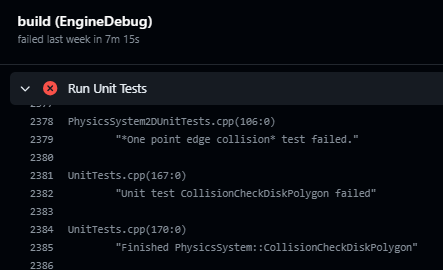 build (EngineDebug)
failed last week in 7m 15s
Run Unit Tests
2377
2378 PhysicsSystem2DUnitTests.cpp(106:0)
2379 "*One point edge collision* test failed."
2380
2381 UnitTests.cpp(167:0)
2382 "Unit test CollisionCheckDiskPolygon failed"
2383
2384 UnitTests.cpp(170:0)
2385 "Finished PhysicsSystem::CollisionCheckDiskPolygon"
2386